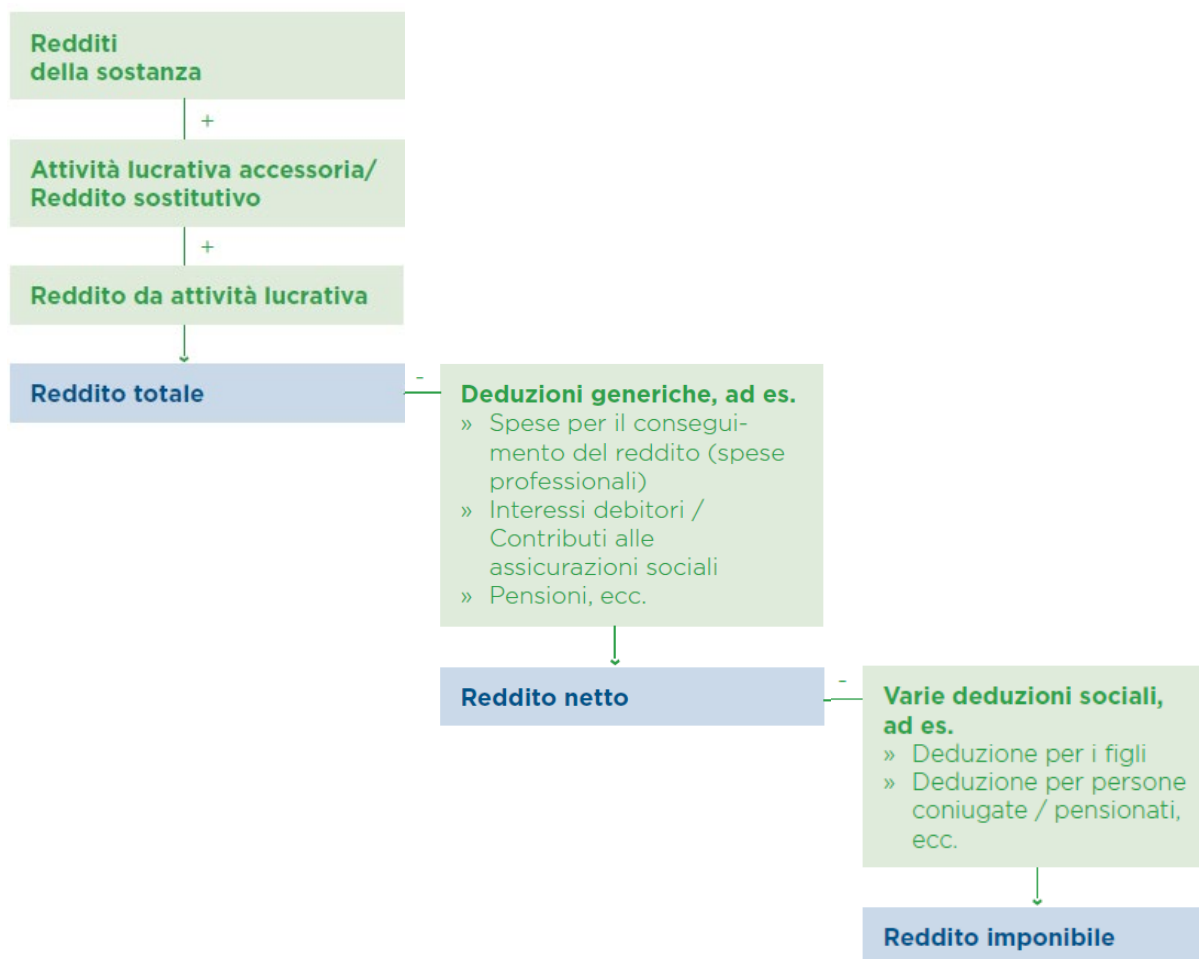 Redditi
della sostanza
+
Attività lucrativa accessoria/
Reddito sostitutivo
+
Reddito da attività lucrativa
Reddito totale
-
Deduzioni generiche, ad es.
» Spese per il consegui-
mento del reddito (spese
professionali)
» Interessi debitori /
Contributi alle
assicurazioni sociali
» Pensioni, ecc.
Reddito netto
-
Varie deduzioni sociali,
ad es.
» Deduzione per i figli
» Deduzione per persone
coniugate / pensionati,
ecc.
Reddito imponibile